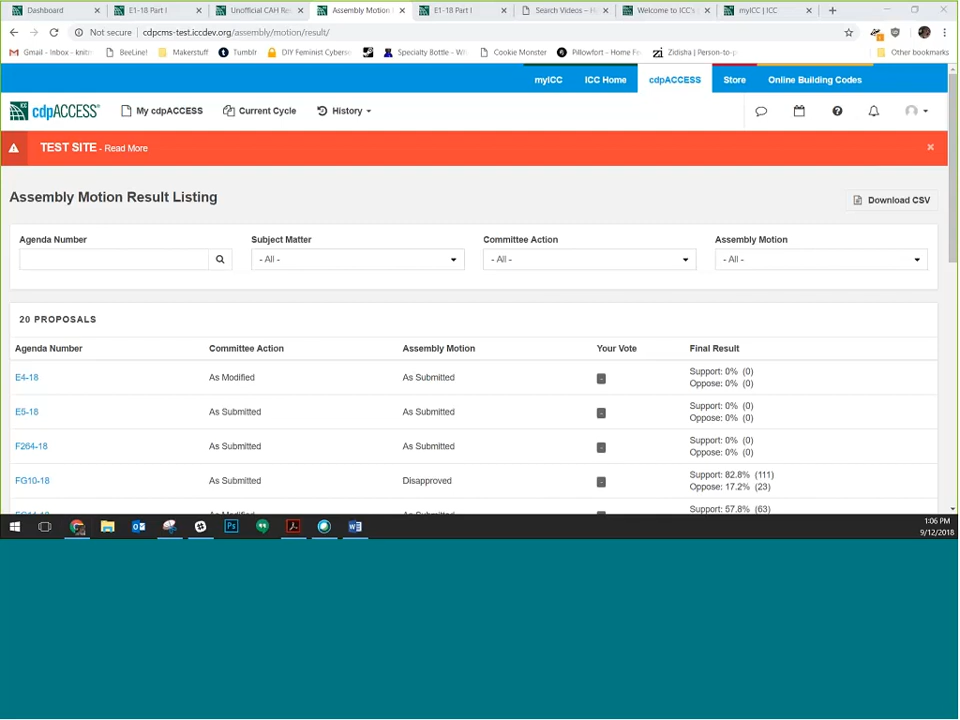 Dashboard E1-18 Part I Unofficial CAH Re Assembly Motion E1-18 Part I Search Videos – H Welcome to ICC's myICC | ICC
Not secure cdpcms-test.iccdev.org/assembly/motion/result/
Gmail - Inbox - knitt BeeLine! Makerstuff Tumblr DIY Feminist Cyberse Specialty Bottle - Wh Cookie Monster Pillowfort - Home Fe Zidisha | Person-to-p Other bookmarks
myICC ICC Home cdpACCESS Store Online Building Codes
cdpACCESS® My cdpACCESS Current Cycle History
TEST SITE - Read More
Assembly Motion Result Listing Download CSV
Agenda Number Subject Matter Committee Action Assembly Motion
- All - - All - - All -
20 PROPOSALS
Agenda Number Committee Action Assembly Motion Your Vote Final Result
E4-18 As Modified As Submitted - Support: 0% (0)
Oppose: 0% (0)
E5-18 As Submitted As Submitted - Support: 0% (0)
Oppose: 0% (0)
F264-18 As Submitted As Submitted - Support: 0% (0)
Oppose: 0% (0)
FG10-18 As Submitted Disapproved - Support: 82.8% (111)
Oppose: 17.2% (23)
As Modified As Submitted Support: 57.8% (63)
1:06 PM
9/12/2018